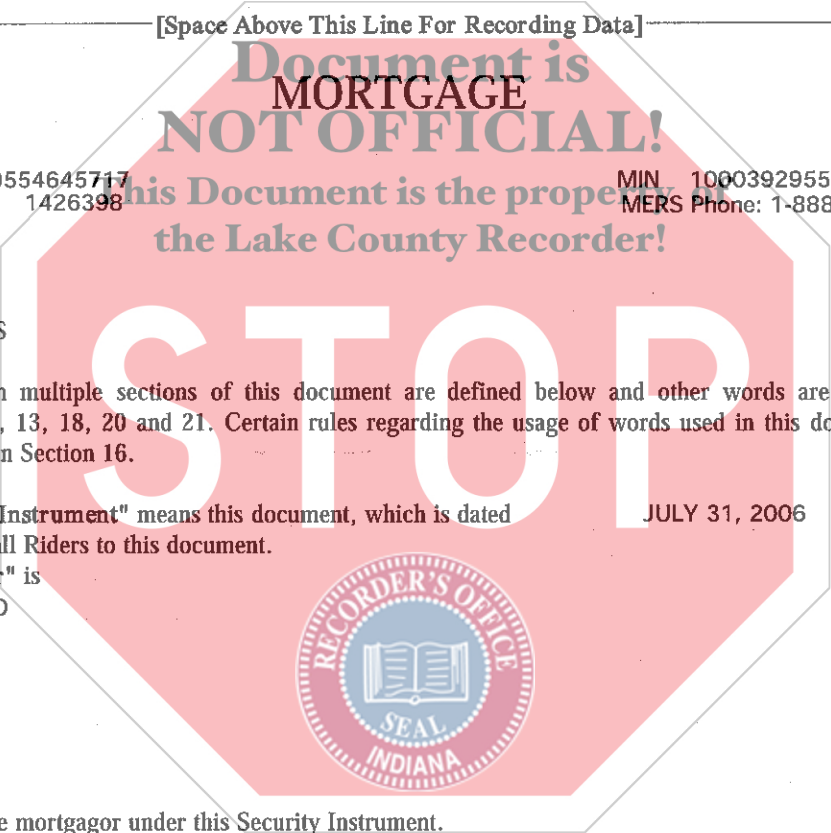 [Space Above This Line For Recording Data]
Document is
MORTGAGE
NOT OFFICIAL!
0554645717
MIN 1000392955
This Document is the property of
1426398
MERS Phone: 1-888
the Lake County Recorder!
S
STOP
n multiple sections of this document are defined below and other words are
, 13, 18, 20 and 21. Certain rules regarding the usage of words used in this do
n Section 16.
Instrument" means this document, which is dated JULY 31, 2006
ll Riders to this document.
r" is
D
RECORDER'S OFFICE
SEAL
INDIANA
e mortgagor under this Security Instrument.